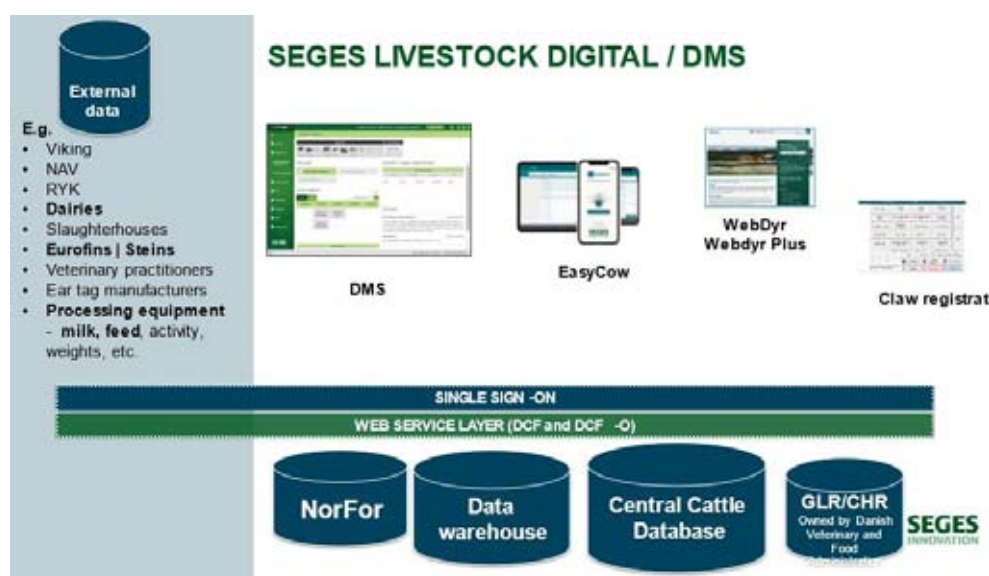 SEGES LIVESTOCK DIGITAL / DMS
External
data
E.g.
• Viking
• NAV
• RYK
• Dairies
• Slaughterhouses
• Eurofins | Steins
• Veterinary practitioners
• Ear tag manufacturers
• Processing equipment
- milk, feed, activity,
weights, etc.
DMS
SEGES
EasyCow
WebDyr
Webdyr Plus
Claw registrat
SINGLE SIGN -ON
WEB SERVICE LAYER (DCF and DCF -O)
NorFor
Data
warehouse
Central Cattle
Database
GLR/CHR
Owned by Danish
Veterinary and
Food
SEGES
INNOVATION